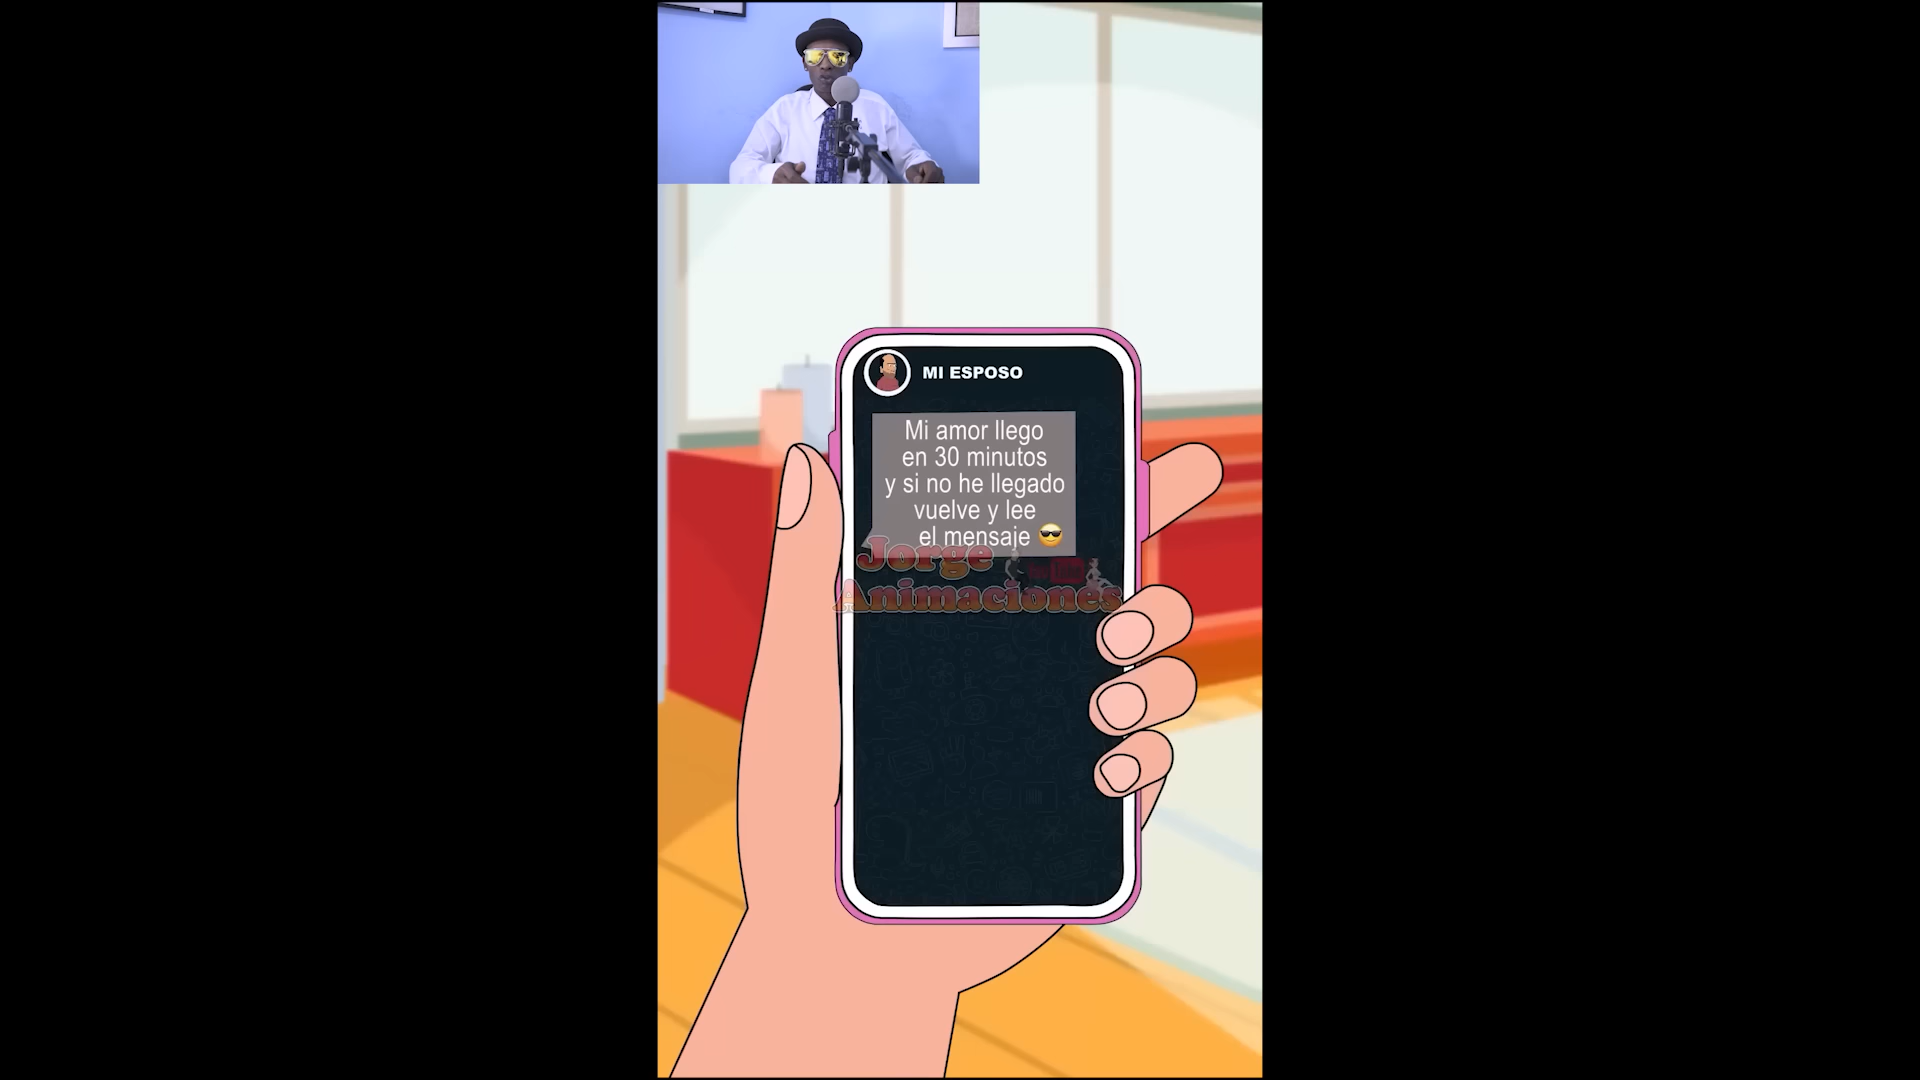 MI ESPOSO
Mi amor llego
en 30 minutos
y si no he llegado
vuelve y lee
el mensaje 😎
Jorge
Animaciones